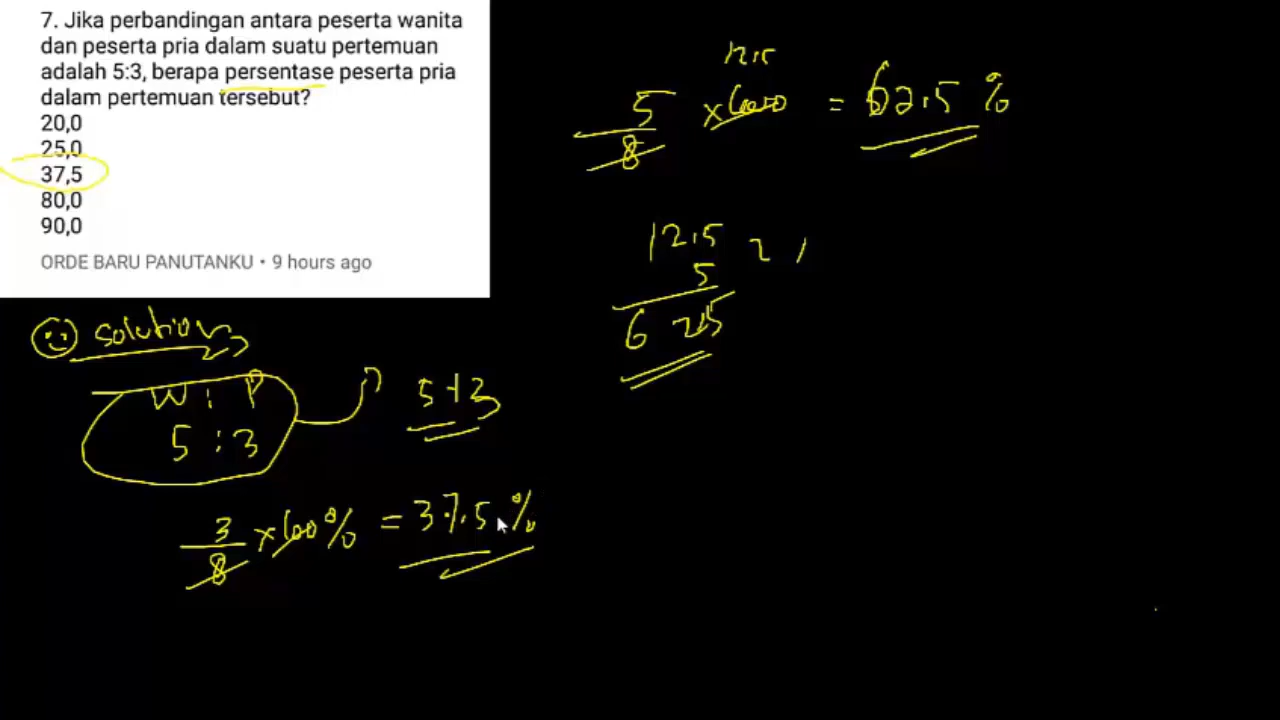 7. Jika perbandingan antara peserta wanita
dan peserta pria dalam suatu pertemuan
adalah 5:3, berapa persentase peserta pria
dalam pertemuan tersebut?
20,0
25,0
37,5
80,0
90,0
ORDE BARU PANUTANKU • 9 hours ago
solution
W : P
5 : 3
5+3
3
8
×100% = 37.5%
12.5
5
8
×100 = 62.5 %
12.5
5
62.5